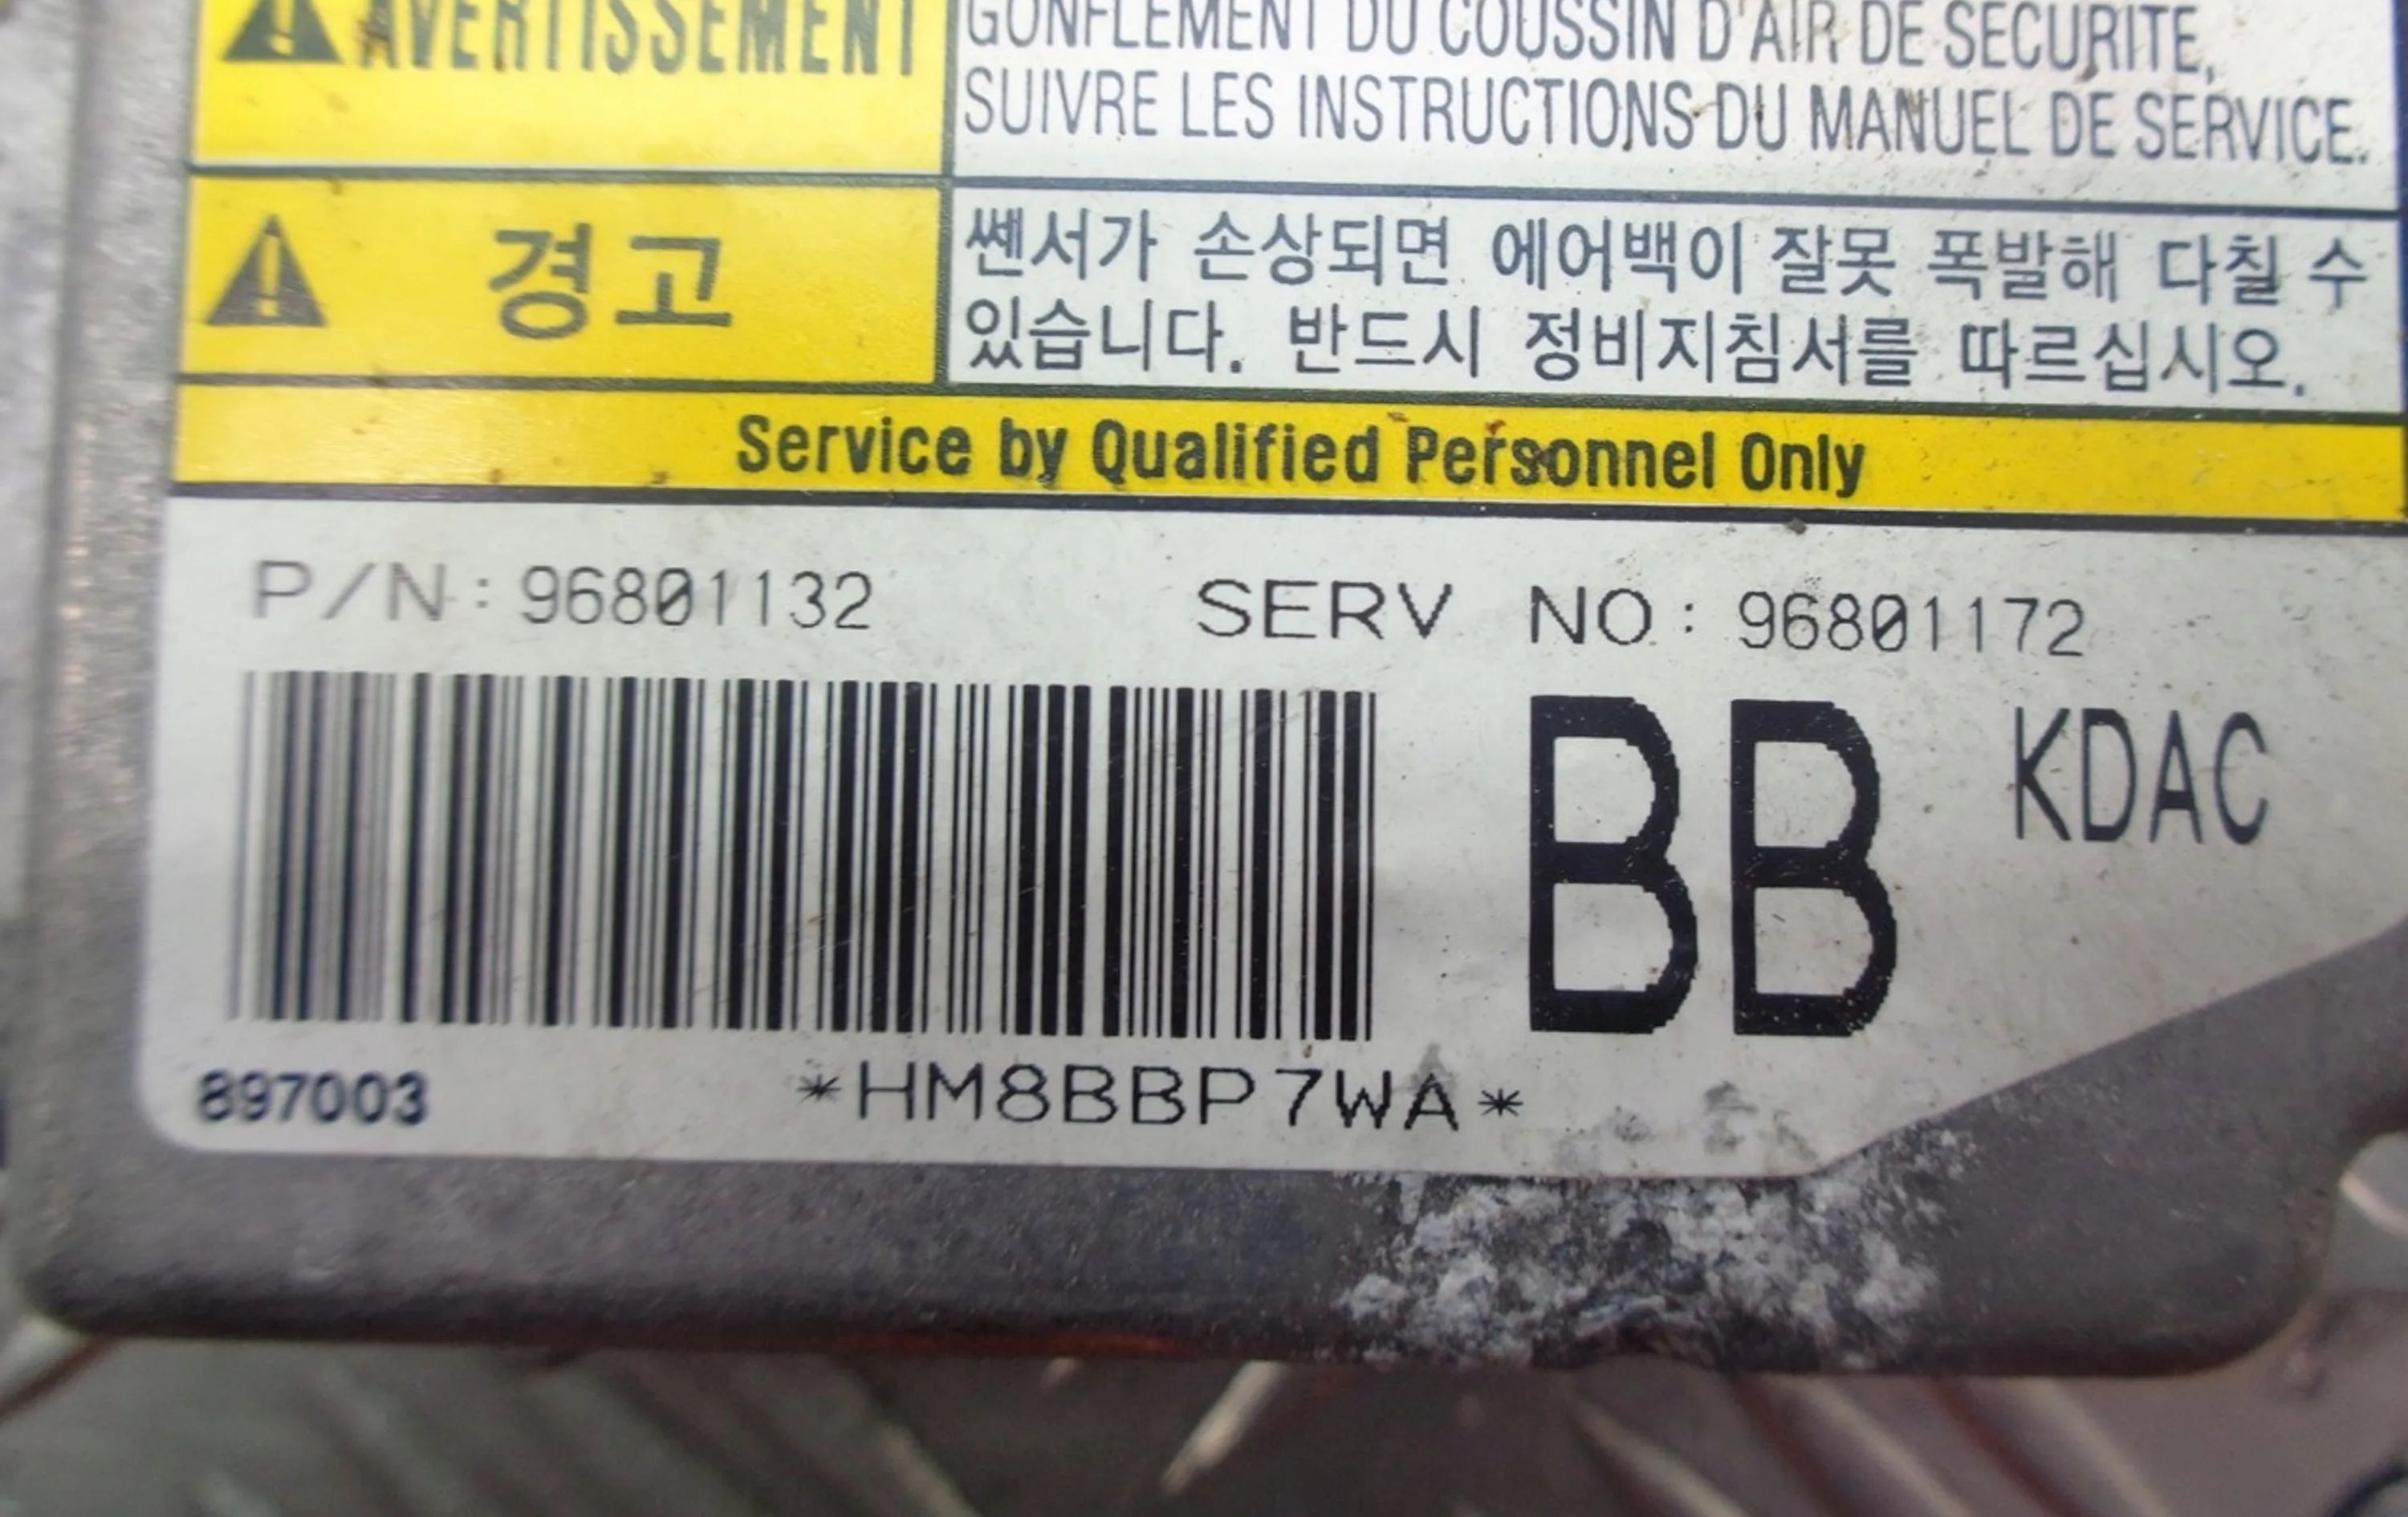 AVERTISSEMENT
GONFLEMENT DU COUSSIN D'AIR DE SECURITE,
SUIVRE LES INSTRUCTIONS DU MANUEL DE SERVICE.
경고
쎈서가 손상되면 에어백이 잘못 폭발해 다칠 수
있습니다. 반드시 정비지침서를 따르십시오.
Service by Qualified Personnel Only
P/N: 96801132 SERV NO: 96801172
BB KDAC
897003 *HM8BBP7WA*